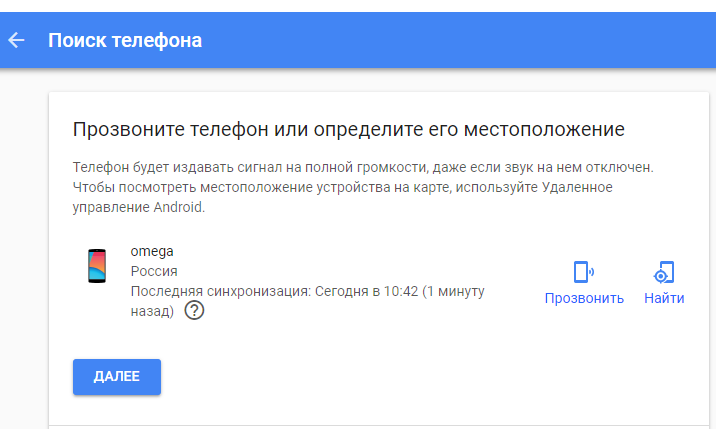 Поиск телефона
Прозвоните телефон или определите его местоположение
Телефон будет издавать сигнал на полной громкости, даже если звук на нем отключен.
Чтобы посмотреть местоположение устройства на карте, используйте Удаленное
управление Android.
omega
Россия
Последняя синхронизация: Сегодня в 10:42 (1 минуту
назад) ?
Прозвонить
Найти
ДАЛЕЕ